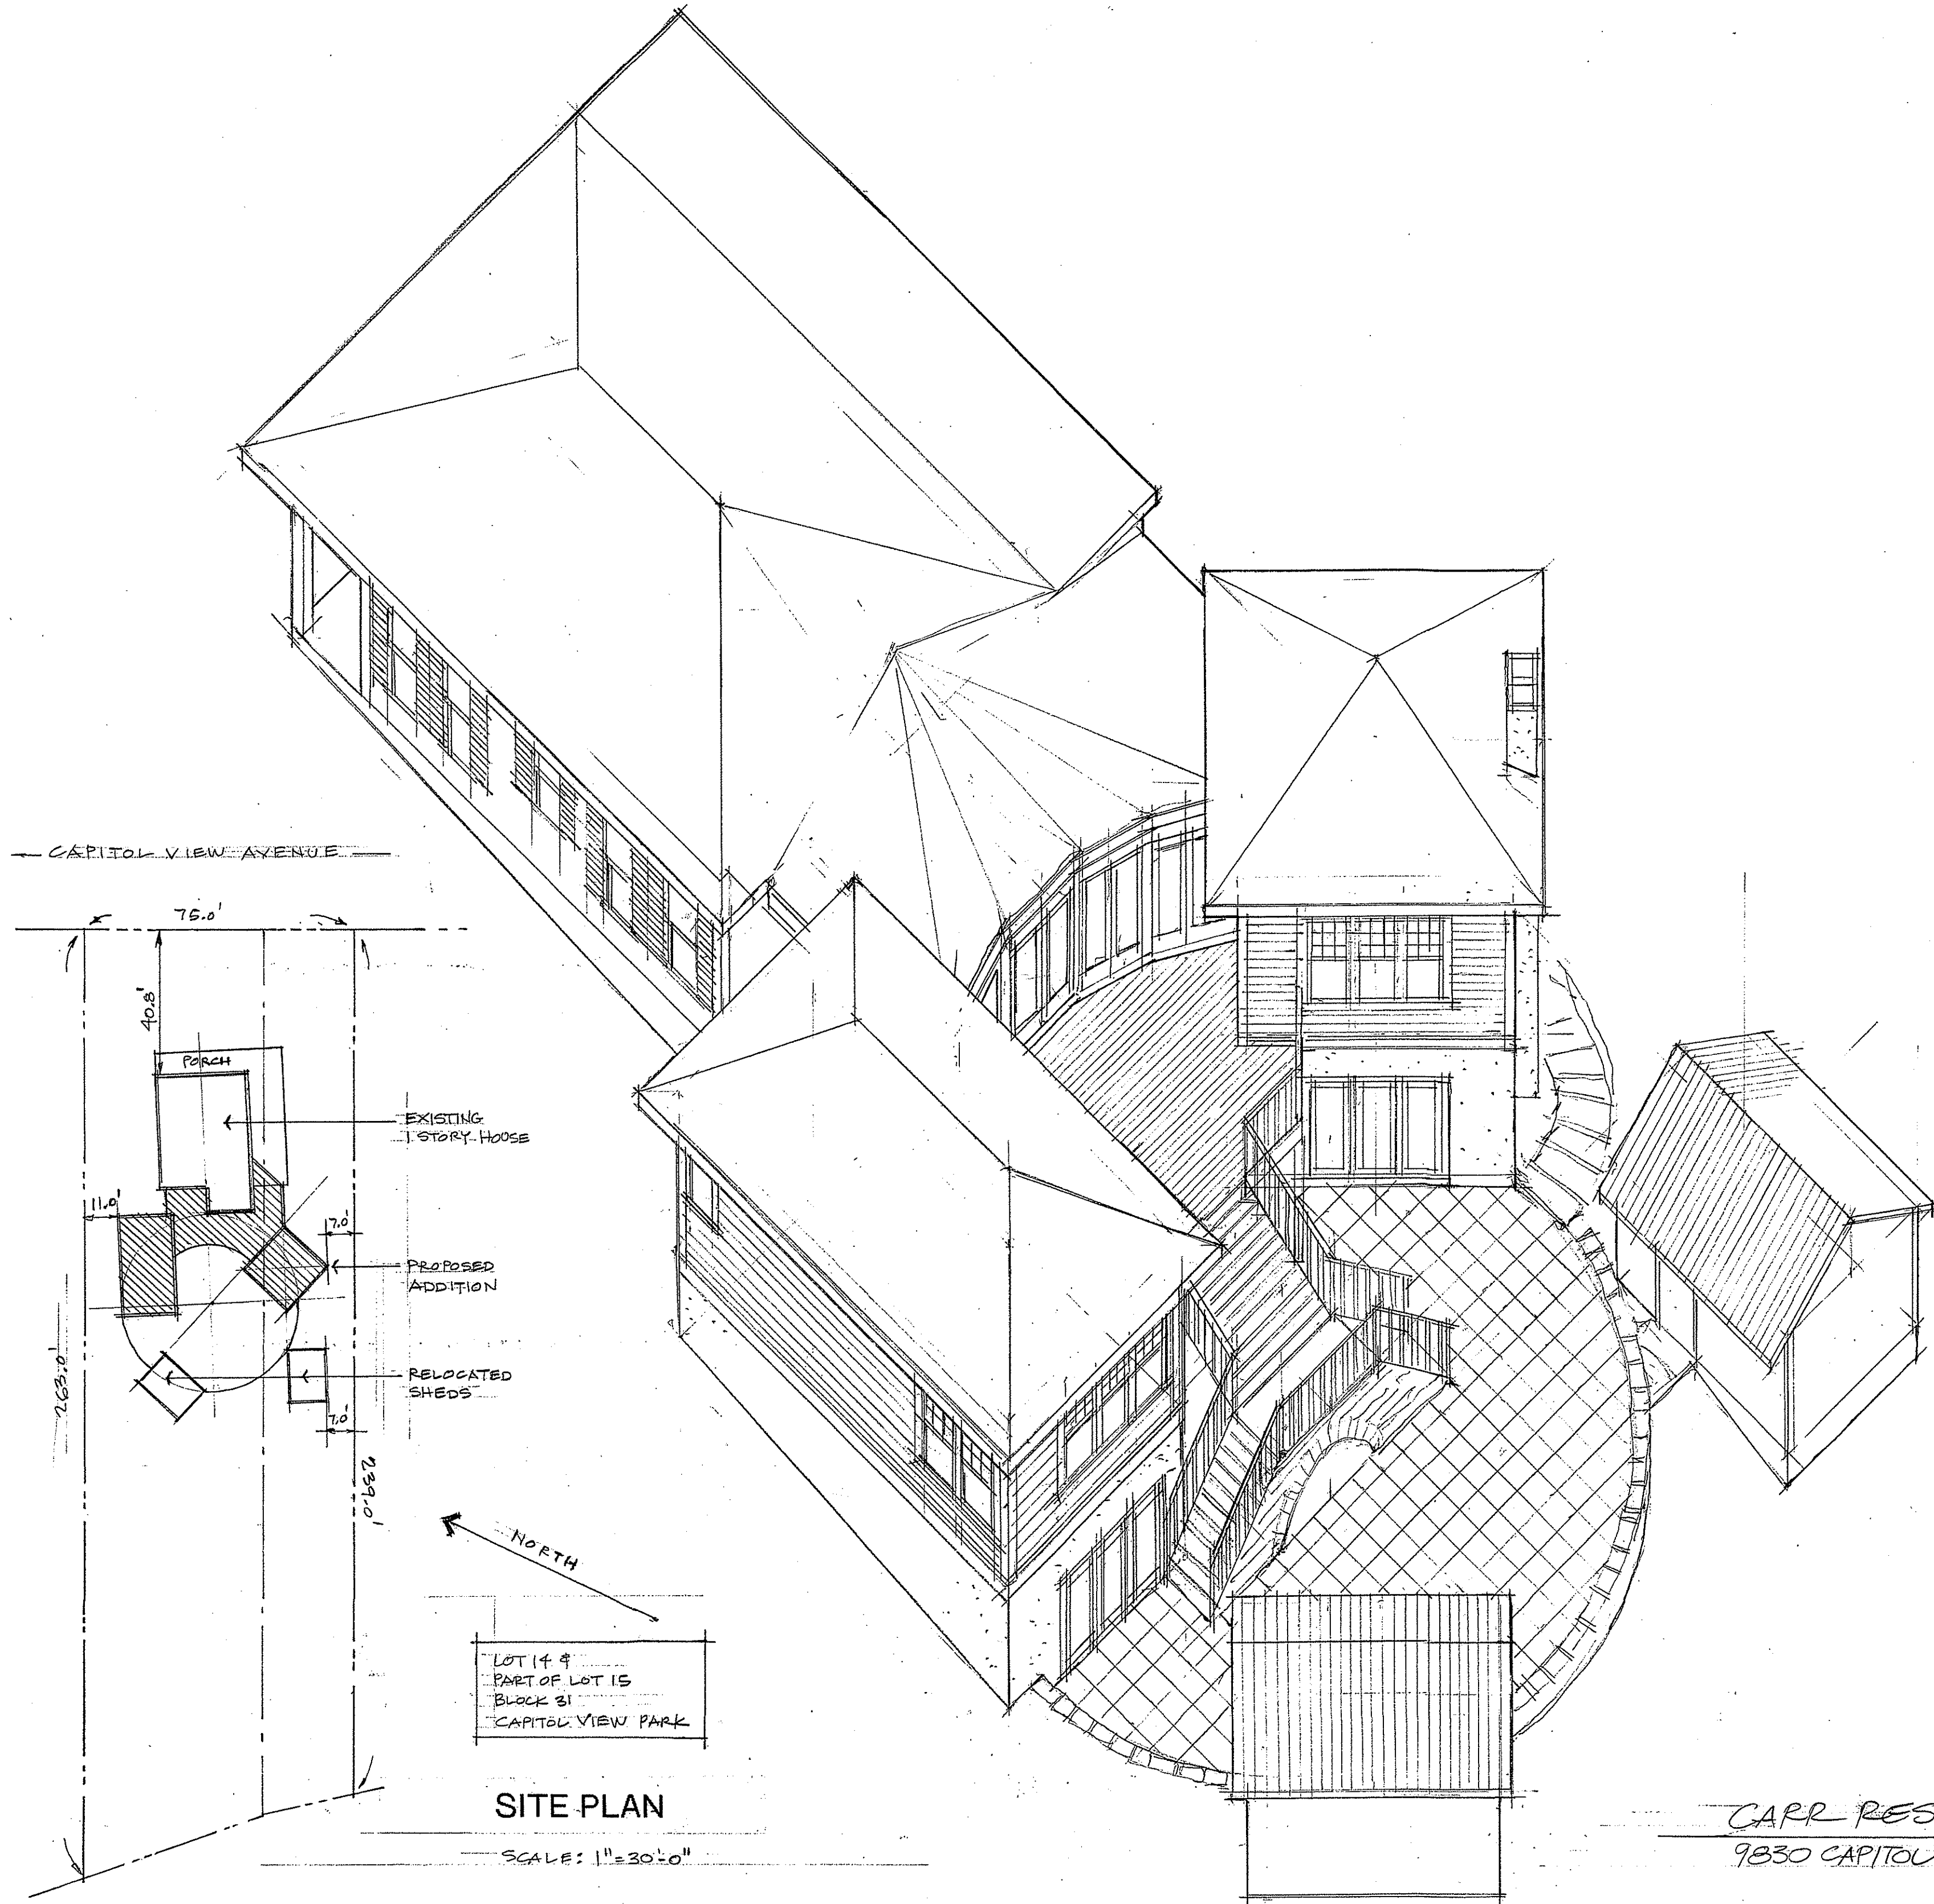 CAPITOL VIEW AVENUE
75.0'
40.8'
PORCH
EXISTING
1 STORY HOUSE
11.0'
7.0'
PROPOSED
ADDITION
263.0'
RELOCATED
SHEDS
7.0'
239.0'
NORTH
LOT 14 &
PART OF LOT 15
BLOCK 31
CAPITOL VIEW PARK
SITE PLAN
SCALE: 1"=30'-0"
CARR RES
9830 CAPITOL